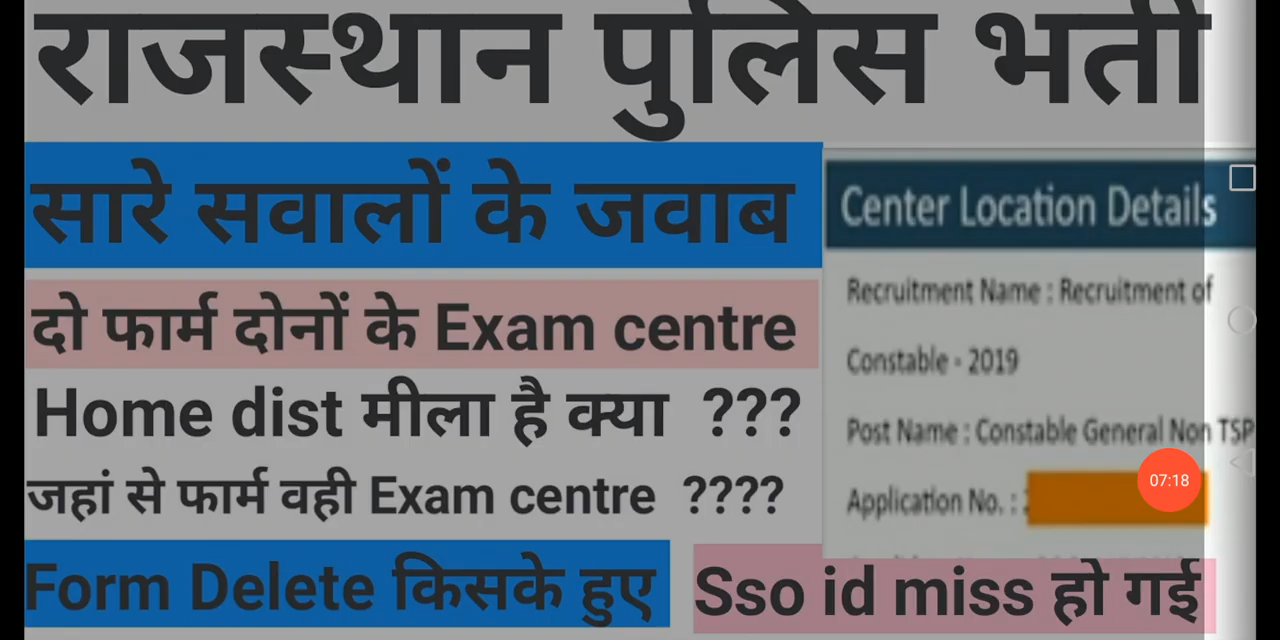 राजस्थान पुलिस भर्ती
सारे सवालों के जवाब
दो फार्म दोनों के Exam centre
Home dist मीला है क्या ???
जहां से फार्म वही Exam centre ????
Form Delete किसके हुए
Sso id miss हो गई
Center Location Details
Recruitment Name : Recruitment of
Constable - 2019
Post Name : Constable General Non TSP
Application No. :
07:18